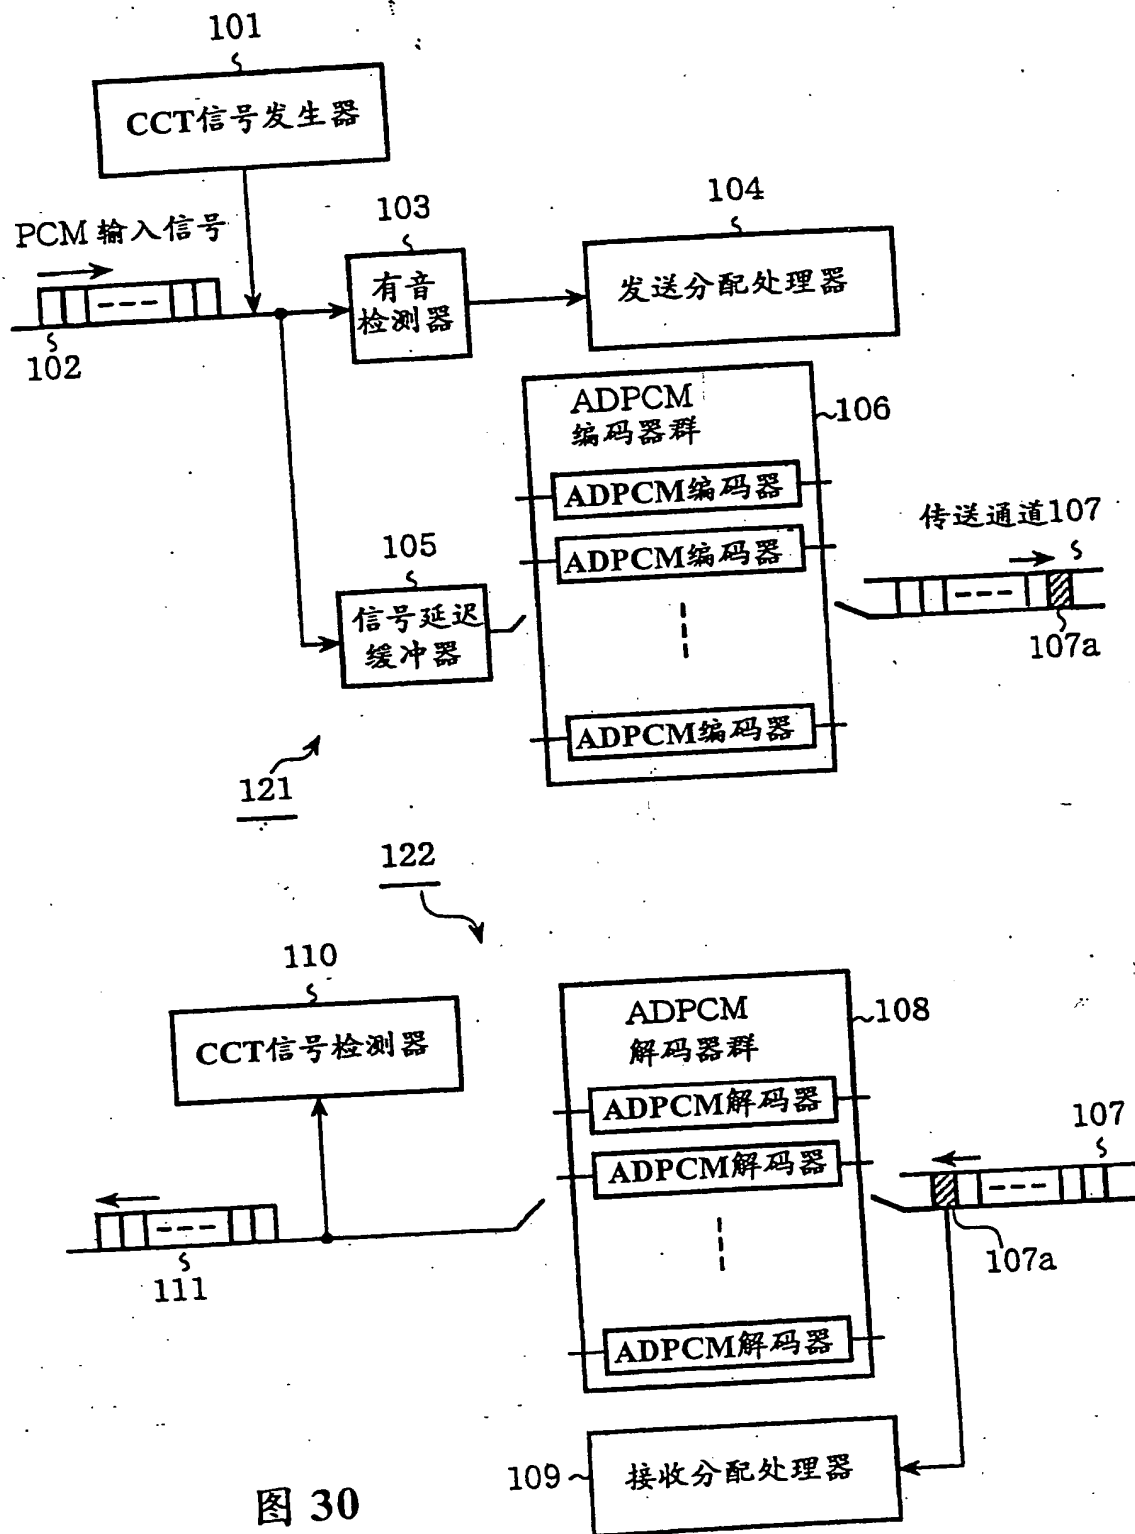 101
CCT信号发生器
PCM 输入信号
102
103
有音
检测器
104
发送分配处理器
105
信号延迟
缓冲器
ADPCM
编码器群
106
ADPCM编码器
ADPCM编码器
ADPCM编码器
传送通道107
107a
121
122
110
CCT信号检测器
111
ADPCM
解码器群
108
ADPCM解码器
ADPCM解码器
ADPCM解码器
107
107a
109
接收分配处理器
图 30